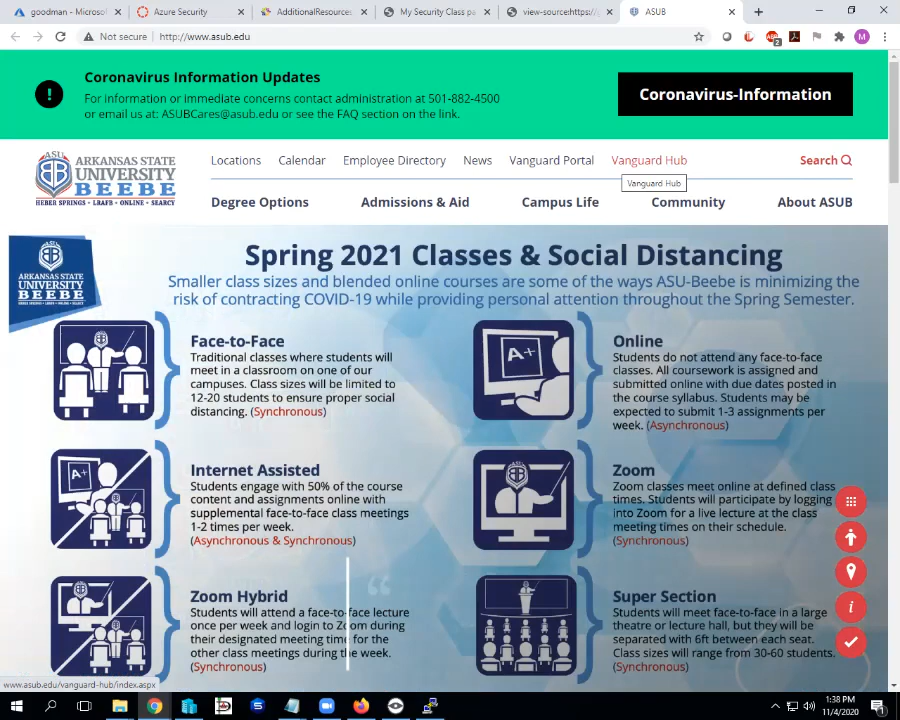 goodman - Microsof
Azure Security
AdditionalResources
My Security Class pa
view-source:https://
ASUB
Not secure
http://www.asub.edu
Coronavirus Information Updates
For information or immediate concerns contact administration at 501-882-4500
or email us at: ASUBCares@asub.edu or see the FAQ section on the link.
Coronavirus-Information
ASU
ARKANSAS STATE
UNIVERSITY
BEEBE
HEBER SPRINGS • LRAFB • ONLINE • SEARCY
Locations
Calendar
Employee Directory
News
Vanguard Portal
Vanguard Hub
Search
Vanguard Hub
Degree Options
Admissions & Aid
Campus Life
Community
About ASUB
ARKANSAS STATE
UNIVERSITY
BEEBE
Spring 2021 Classes & Social Distancing
Smaller class sizes and blended online courses are some of the ways ASU-Beebe is minimizing the
risk of contracting COVID-19 while providing personal attention throughout the Spring Semester.
Face-to-Face
Traditional classes where students will
meet in a classroom on one of our
campuses. Class sizes will be limited to
12-20 students to ensure proper social
distancing. (Synchronous)
A+
Online
Students do not attend any face-to-face
classes. All coursework is assigned and
submitted online with due dates posted in
the course syllabus. Students may be
expected to submit 1-3 assignments per
week. (Asynchronous)
A+
Internet Assisted
Students engage with 50% of the course
content and assignments online with
supplemental face-to-face class meetings
1-2 times per week.
(Asynchronous & Synchronous)
Zoom
Zoom classes meet online at defined class
times. Students will participate by logging
into Zoom for a live lecture at the class
meeting times on their schedule.
(Synchronous)
Zoom Hybrid
Students will attend a face-to-face lecture
once per week and login to Zoom during
their designated meeting time for the
other class meetings during the week.
(Synchronous)
Super Section
Students will meet face-to-face in a large
theatre or lecture hall, but they will be
separated with 6ft between each seat.
Class sizes will range from 30-60 students.
(Synchronous)
www.asub.edu/vanguard-hub/index.aspx
1:38 PM
11/4/2020